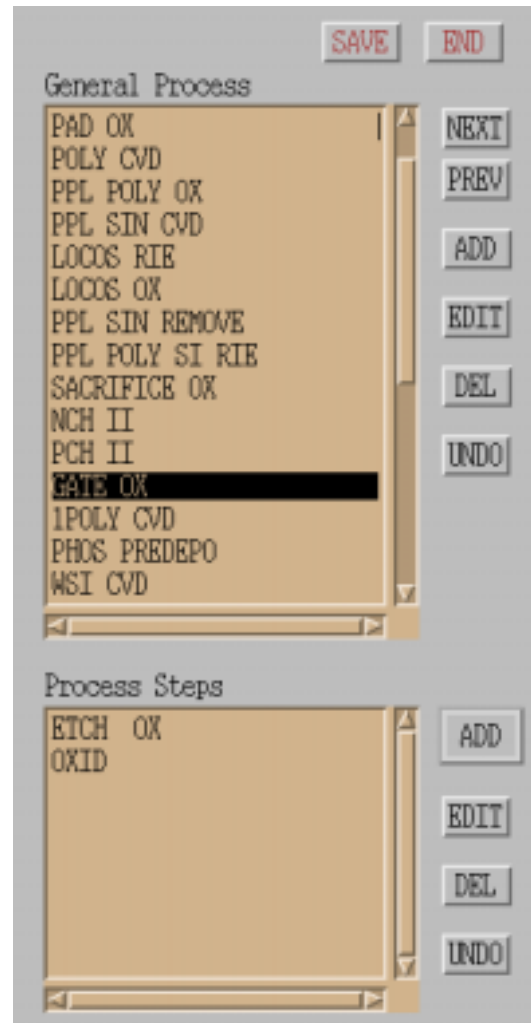 SAVE END
General Process
PAD OX
POLY CVD
PPL POLY OX
PPL SIN CVD
LOCOS RIE
LOCOS OX
PPL SIN REMOVE
PPL POLY SI RIE
SACRIFICE OX
NCH II
PCH II
GATE OX
1POLY CVD
PHOS PREDEPO
WSI CVD
NEXT
PREV
ADD
EDIT
DEL
UNDO
Process Steps
ETCH OX
OXID
ADD
EDIT
DEL
UNDO